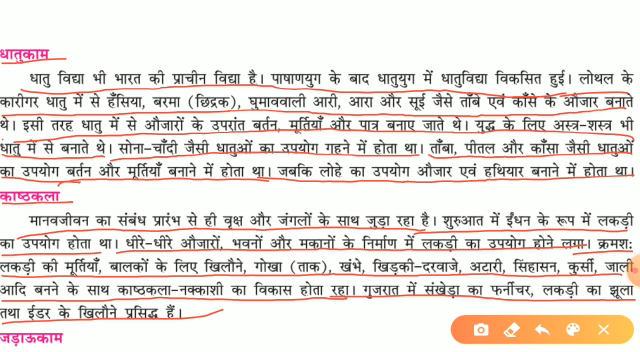 धातुकाम
धातु विद्या भी भारत की प्राचीन विद्या है। पाषाणयुग के बाद धातुयुग में धातुविद्या विकसित हुई। लोथल के
कारीगर धातु में से हँसिया, बरमा (छिद्रक), घुमाववाली आरी, आरा और सूई जैसे ताँबे एवं काँसे के औजार बनाते
थे। इसी तरह धातु में से औजारों के उपरांत बर्तन, मूर्तियाँ और पात्र बनाए जाते थे। युद्ध के लिए अस्त्र-शस्त्र भी
धातु में से बनाते थे। सोना-चाँदी जैसी धातुओं का उपयोग गहने में होता था। ताँबा, पीतल और काँसा जैसी धातुओं
का उपयोग बर्तन और मूर्तियाँ बनाने में होता था। जबकि लोहे का उपयोग औजार एवं हथियार बनाने में होता था।
काष्ठकला
मानवजीवन का संबंध प्रारंभ से ही वृक्ष और जंगलों के साथ जुड़ा रहा है। शुरुआत में ईंधन के रूप में लकड़ी
का उपयोग होता था। धीरे-धीरे औजारों, भवनों और मकानों के निर्माण में लकड़ी का उपयोग होने लगा। क्रमश:
लकड़ी की मूर्तियाँ, बालकों के लिए खिलौने, गोखा (ताक), खंभे, खिड़की-दरवाजे, अटारी, सिंहासन, कुर्सी, जाली
आदि बनने के साथ काष्ठकला-नक्काशी का विकास होता रहा। गुजरात में संखेड़ा का फर्नीचर, लकड़ी का झूला
तथा ईडर के खिलौने प्रसिद्ध हैं।
जड़ाऊकाम